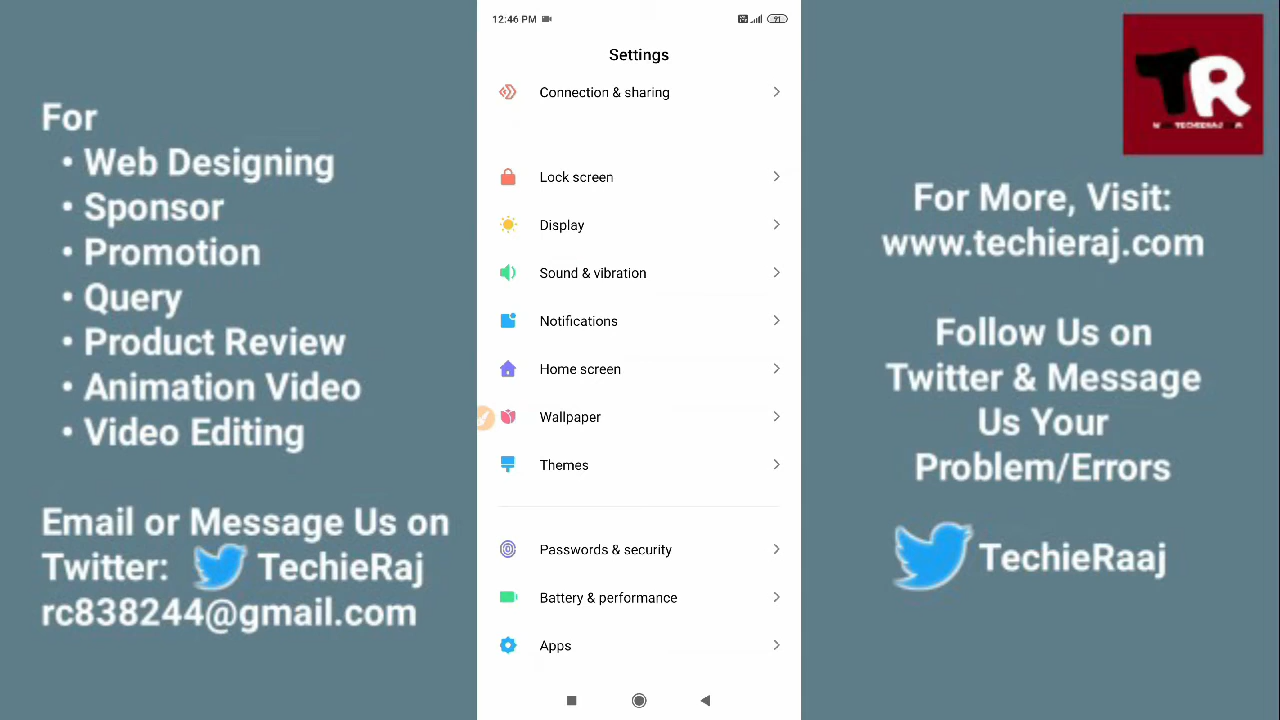 For
• Web Designing
• Sponsor
• Promotion
• Query
• Product Review
• Animation Video
• Video Editing
Email or Message Us on
Twitter: TechieRaj
rc838244@gmail.com
12:46 PM
91
Settings
Connection & sharing
Lock screen
Display
Sound & vibration
Notifications
Home screen
Wallpaper
Themes
Passwords & security
Battery & performance
Apps
TR
For More, Visit:
www.techieraj.com
Follow Us on
Twitter & Message
Us Your
Problem/Errors
TechieRaaj